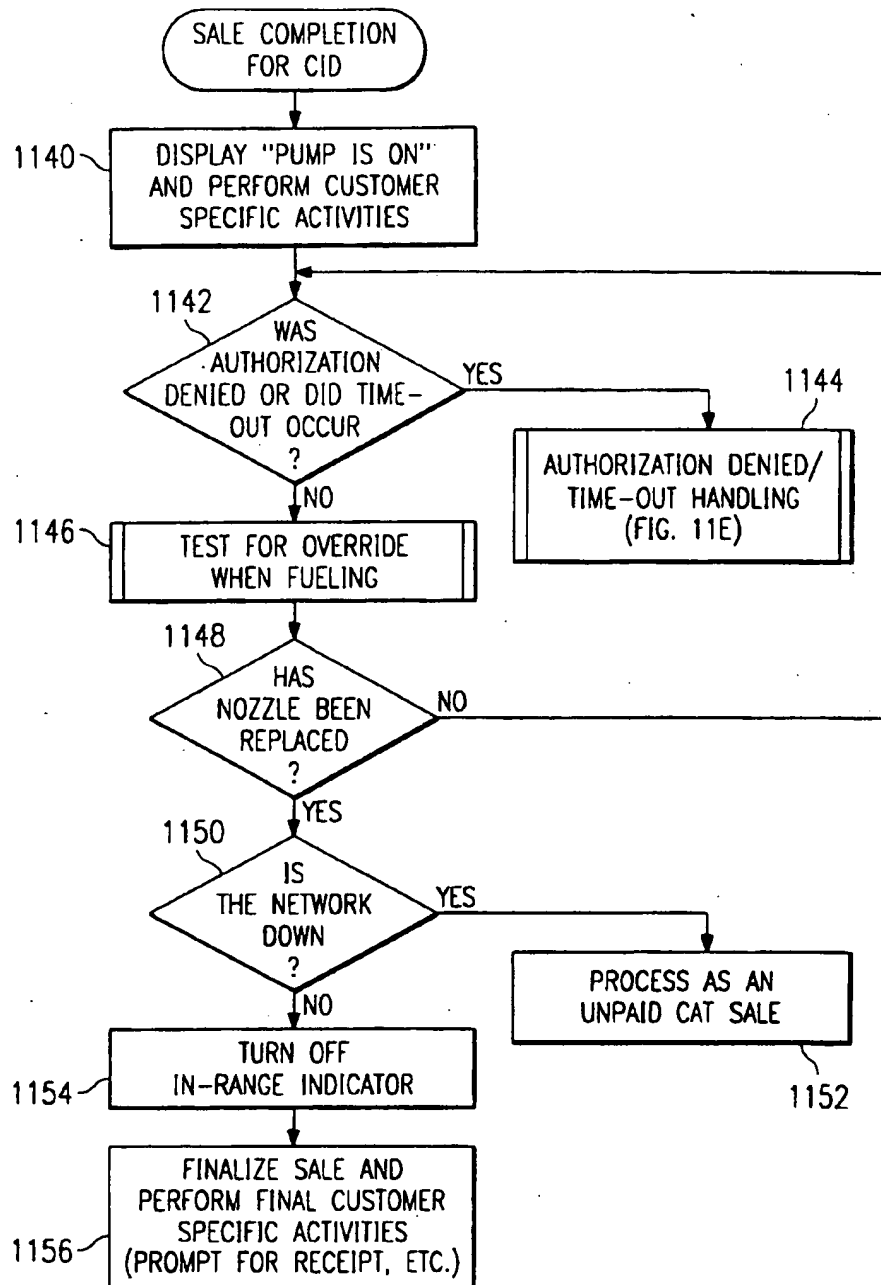 SALE COMPLETION
FOR CID
1140
DISPLAY "PUMP IS ON"
AND PERFORM CUSTOMER
SPECIFIC ACTIVITIES
1142
WAS
AUTHORIZATION
DENIED OR DID TIME-
OUT OCCUR
?
YES
1144
AUTHORIZATION DENIED/
TIME-OUT HANDLING
(FIG. 11E)
NO
1146
TEST FOR OVERRIDE
WHEN FUELING
1148
HAS
NOZZLE BEEN
REPLACED
?
NO
YES
1150
IS
THE NETWORK
DOWN
?
YES
PROCESS AS AN
UNPAID CAT SALE
1152
NO
1154
TURN OFF
IN-RANGE INDICATOR
1156
FINALIZE SALE AND
PERFORM FINAL CUSTOMER
SPECIFIC ACTIVITIES
(PROMPT FOR RECEIPT, ETC.)